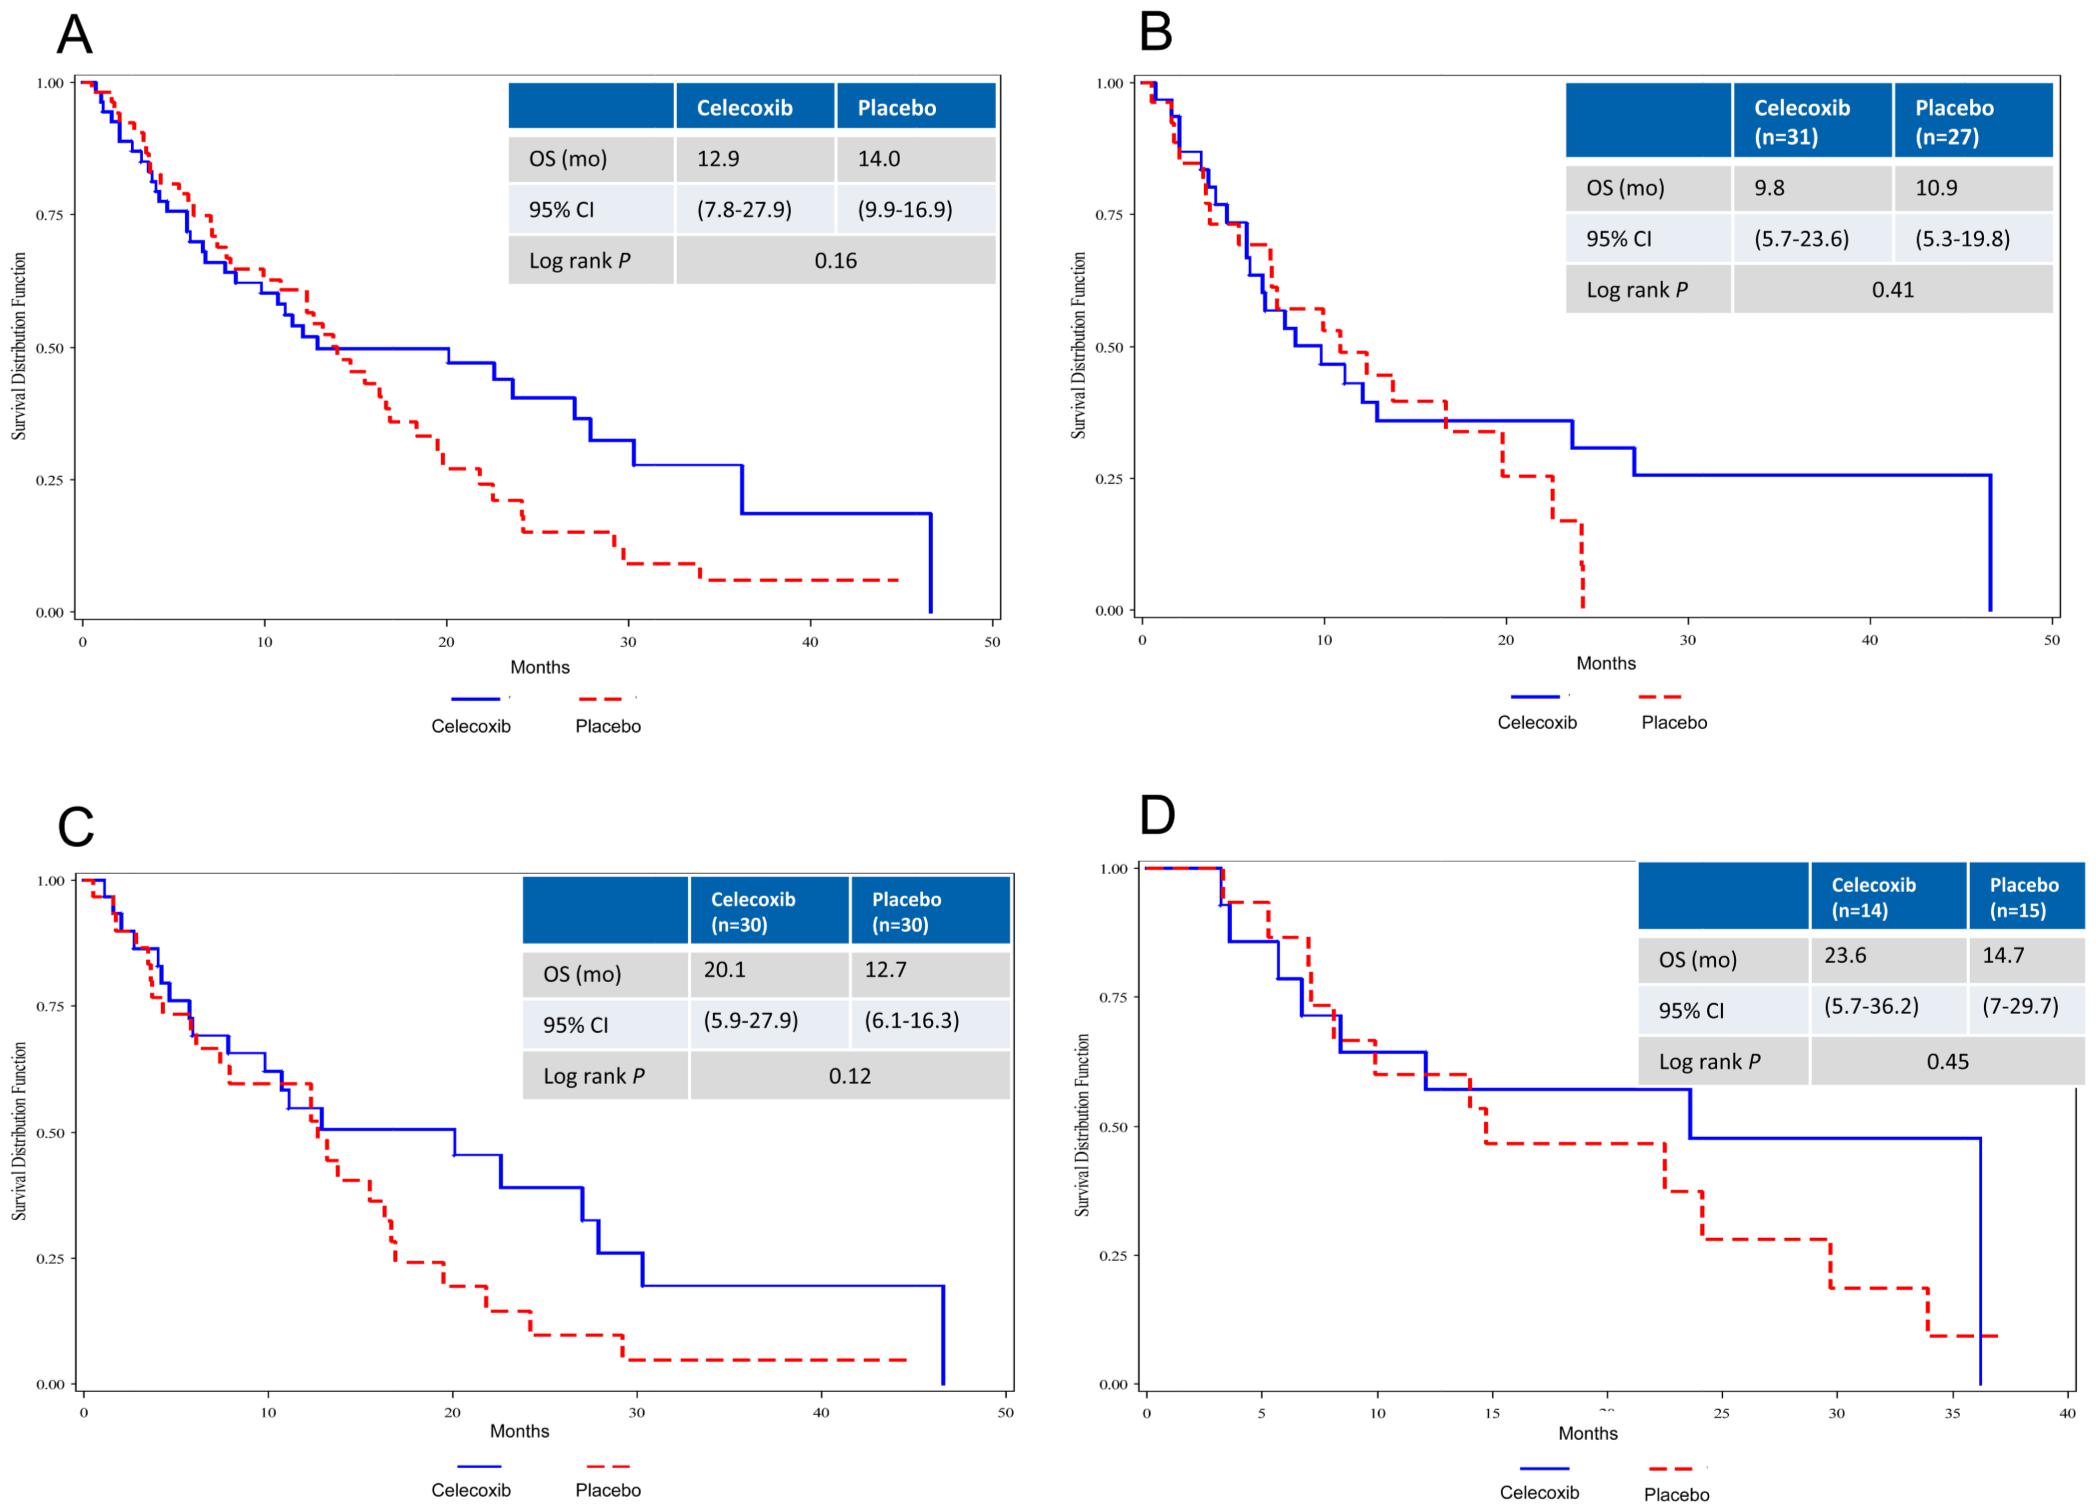 A
1.00
0.75
0.50
0.25
0.00
Survival Distribution Function
Celecoxib Placebo
OS (mo) 12.9 14.0
95% CI (7.8-27.9) (9.9-16.9)
Log rank P 0.16
0 10 20 30 40 50
Months
Celecoxib Placebo
B
1.00
0.75
0.50
0.25
0.00
Survival Distribution Function
Celecoxib Placebo
(n=31) (n=27)
OS (mo) 9.8 10.9
95% CI (5.7-23.6) (5.3-19.8)
Log rank P 0.41
0 10 20 30 40 50
Months
Celecoxib Placebo
C
1.00
0.75
0.50
0.25
0.00
Survival Distribution Function
Celecoxib Placebo
(n=30) (n=30)
OS (mo) 20.1 12.7
95% CI (5.9-27.9) (6.1-16.3)
Log rank P 0.12
0 10 20 30 40 50
Months
Celecoxib Placebo
D
1.00
0.75
0.50
0.25
0.00
Survival Distribution Function
Celecoxib Placebo
(n=14) (n=15)
OS (mo) 23.6 14.7
95% CI (5.7-36.2) (7-29.7)
Log rank P 0.45
0 5 10 15 25 30 35 40
Months
Celecoxib Placebo